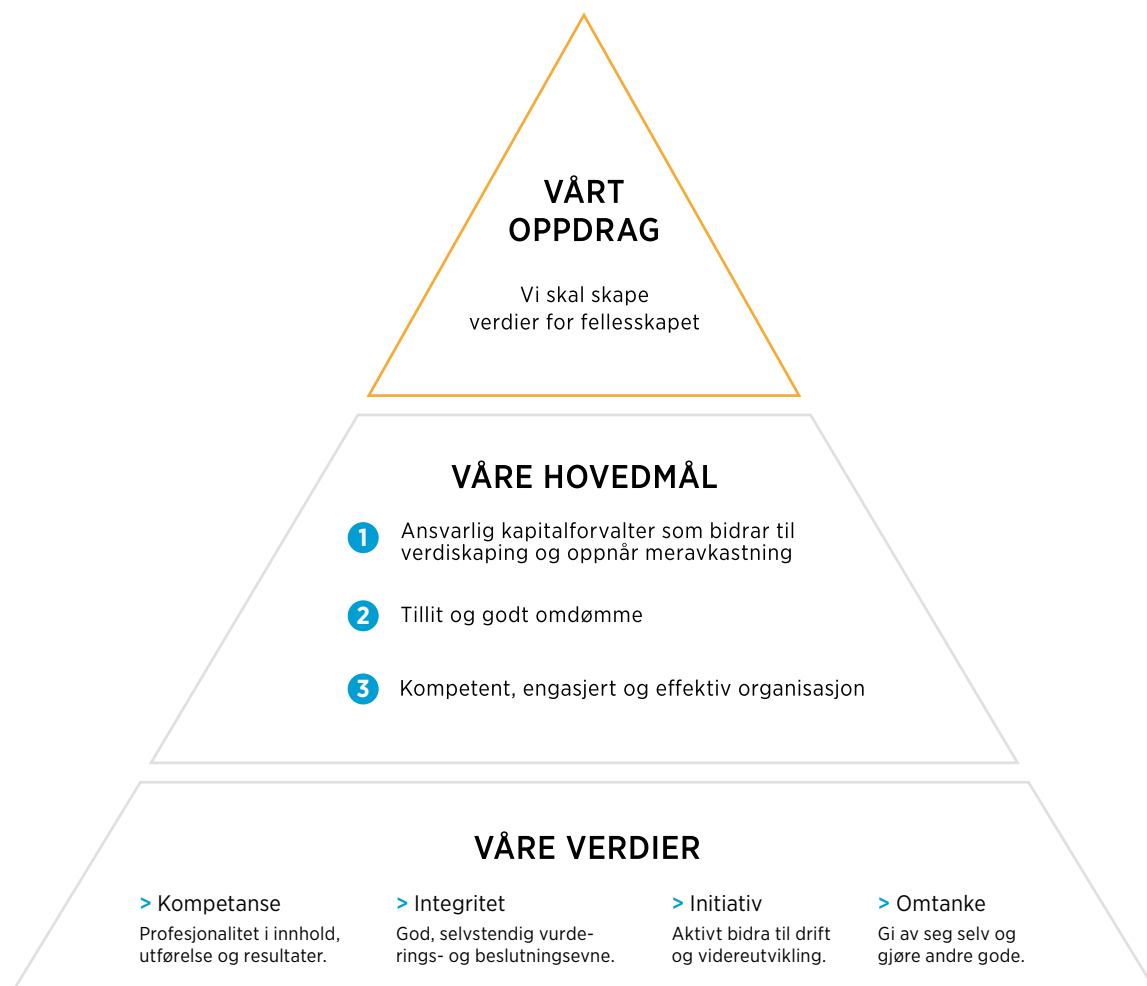 VÅRT
OPPDRAG
Vi skal skape
verdier for fellesskapet
VÅRE HOVEDMÅL
1 Ansvarlig kapitalforvalter som bidrar til
verdiskaping og oppnår meravkastning
2 Tillit og godt omdømme
3 Kompetent, engasjert og effektiv organisasjon
VÅRE VERDIER
> Kompetanse
Profesjonalitet i innhold,
utførelse og resultater.
> Integritet
God, selvstendig vurde-
rings- og beslutningsevne.
> Initiativ
Aktivt bidra til drift
og videreutvikling.
> Omtanke
Gi av seg selv og
gjøre andre gode.